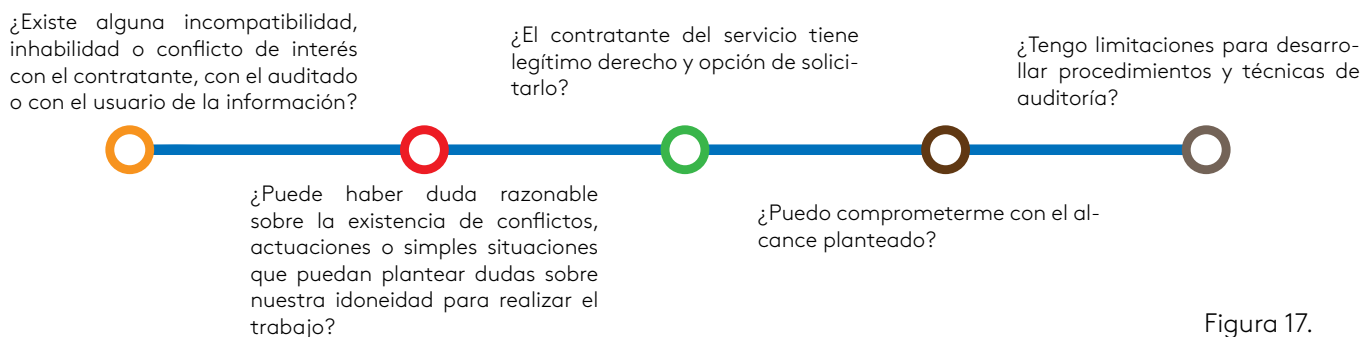 ¿Existe alguna incompatibilidad,
inhabilidad o conflicto de interés
con el contratante, con el auditado
o con el usuario de la información?
¿Puede haber duda razonable
sobre la existencia de conflictos,
actuaciones o simples situaciones
que puedan plantear dudas sobre
nuestra idoneidad para realizar el
trabajo?
¿El contratante del servicio tiene
legítimo derecho y opción de solici-
tarlo?
¿Puedo comprometerme con el al-
cance planteado?
¿Tengo limitaciones para desarro-
llar procedimientos y técnicas de
auditoría?
Figura 17.